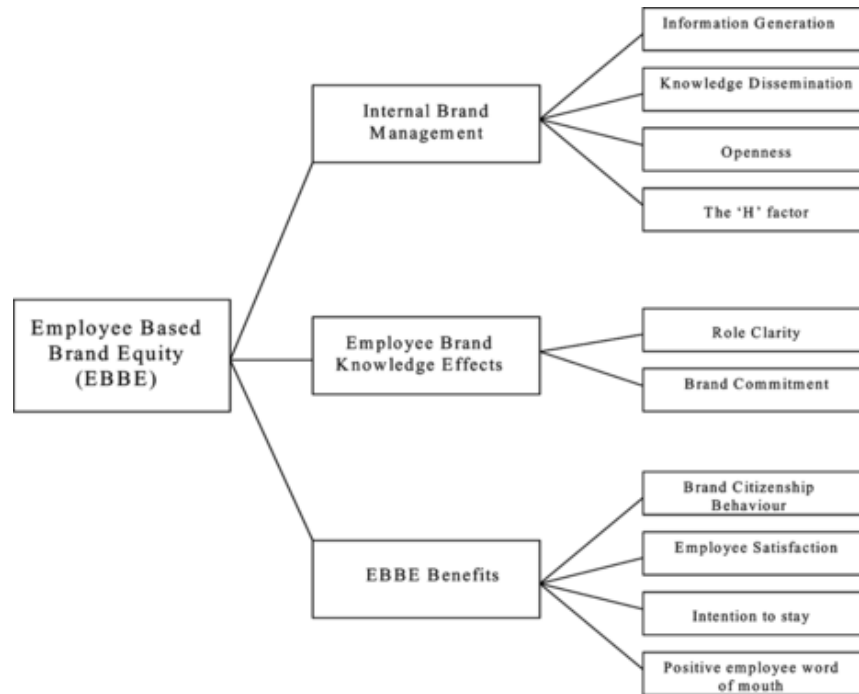 Information Generation
Internal Brand
Management
Knowledge Dissemination
Openness
The ‘H’ factor
Employee Based
Brand Equity
(EBBE)
Employee Brand
Knowledge Effects
Role Clarity
Brand Commitment
EBBE Benefits
Brand Citizenship
Behaviour
Employee Satisfaction
Intention to stay
Positive employee word
of mouth